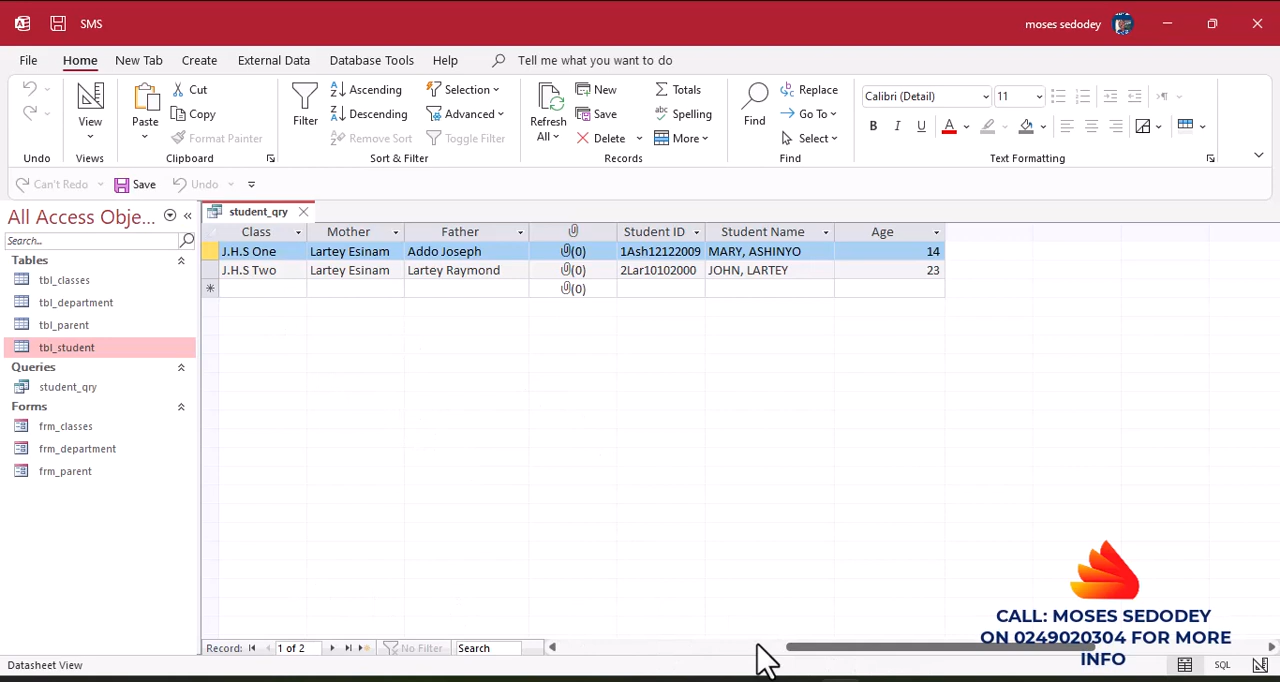 SMS
moses sedodey
File Home New Tab Create External Data Database Tools Help Tell me what you want to do
Undo
View
Views
Paste
Cut
Copy
Format Painter
Clipboard
Filter
Ascending
Descending
Remove Sort
Selection
Advanced
Toggle Filter
Sort & Filter
Refresh
All
New
Save
Delete
Totals
Spelling
More
Records
Find
Replace
Go To
Select
Find
Calibri (Detail) 11
B I U A
Text Formatting
Can't Redo Save Undo
All Access Obje...
Search...
Tables
tbl_classes
tbl_department
tbl_parent
tbl_student
Queries
student_qry
Forms
frm_classes
frm_department
frm_parent
student_qry
Class Mother Father Student ID Student Name Age
J.H.S One Lartey Esinam Addo Joseph (0) 1Ash12122009 MARY, ASHINYO 14
J.H.S Two Lartey Esinam Lartey Raymond (0) 2Lar10102000 JOHN, LARTEY 23
(0)
CALL: MOSES SEDODEY
ON 0249020304 FOR MORE
INFO
Record: 1 of 2 No Filter Search
Datasheet View SQL